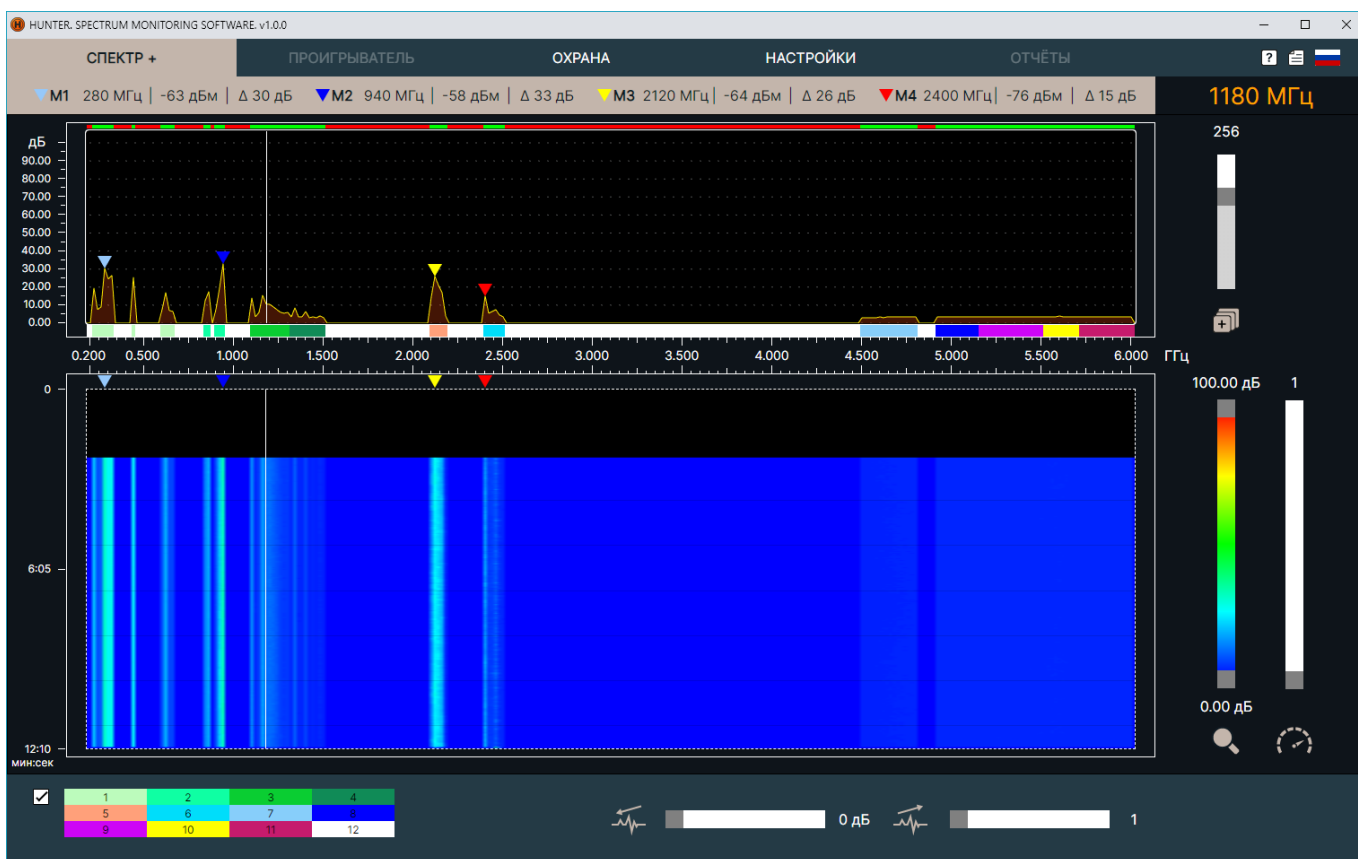 HUNTER. SPECTRUM MONITORING SOFTWARE. v1.0.0
СПЕКТР + ПРОИГРЫВАТЕЛЬ ОХРАНА НАСТРОЙКИ ОТЧЁТЫ ?
M1 280 МГц | -63 дБм | Δ 30 дБ M2 940 МГц | -58 дБм | Δ 33 дБ M3 2120 МГц | -64 дБм | Δ 26 дБ M4 2400 МГц | -76 дБм | Δ 15 дБ 1180 МГц
256
дБ
90.00
80.00
70.00
60.00
50.00
40.00
30.00
20.00
10.00
0.00
0.200 0.500 1.000 1.500 2.000 2.500 3.000 3.500 4.000 4.500 5.000 5.500 6.000 ГГц
100.00 дБ 1
0
6:05
12:10
мин:сек
0.00 дБ
1 2 3 4
5 6 7 8
9 10 11 12
0 дБ 1